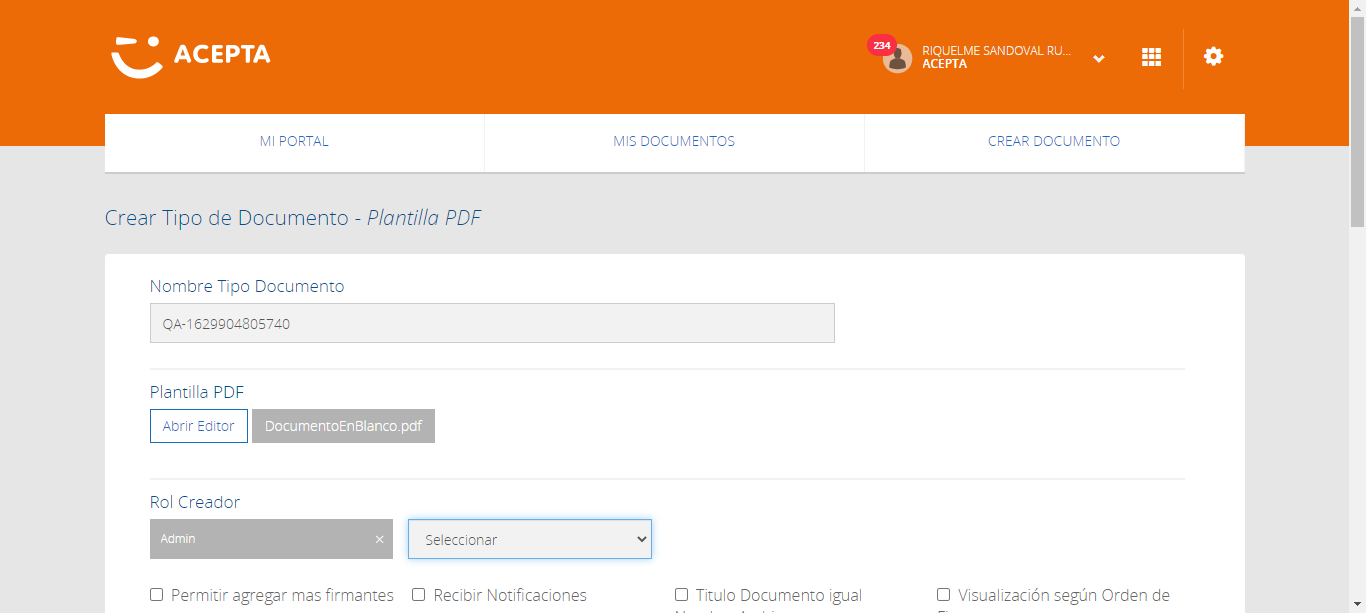 ACEPTA
234
RIQUELME SANDOVAL RU...
ACEPTA
MI PORTAL
MIS DOCUMENTOS
CREAR DOCUMENTO
Crear Tipo de Documento - Plantilla PDF
Nombre Tipo Documento
QA-1629904805740
Plantilla PDF
Abrir Editor
DocumentoEnBlanco.pdf
Rol Creador
Admin ×
Seleccionar
Permitir agregar mas firmantes
Recibir Notificaciones
Titulo Documento igual
Visualización según Orden de